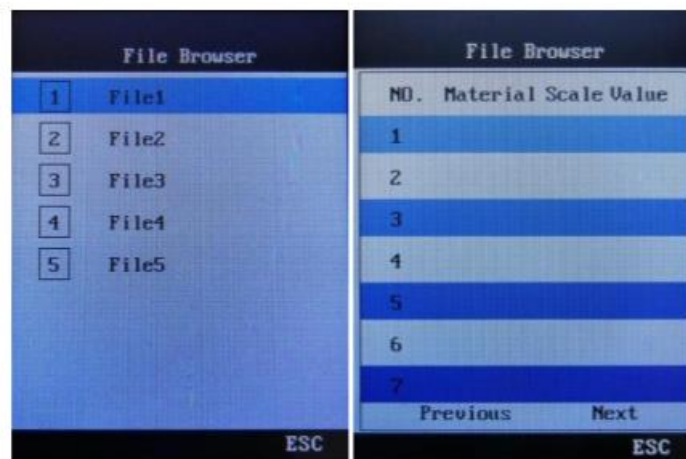 File Browser
1 File1
2 File2
3 File3
4 File4
5 File5
ESC
File Browser
NO. Material Scale Value
1
2
3
4
5
6
7
Previous Next
ESC